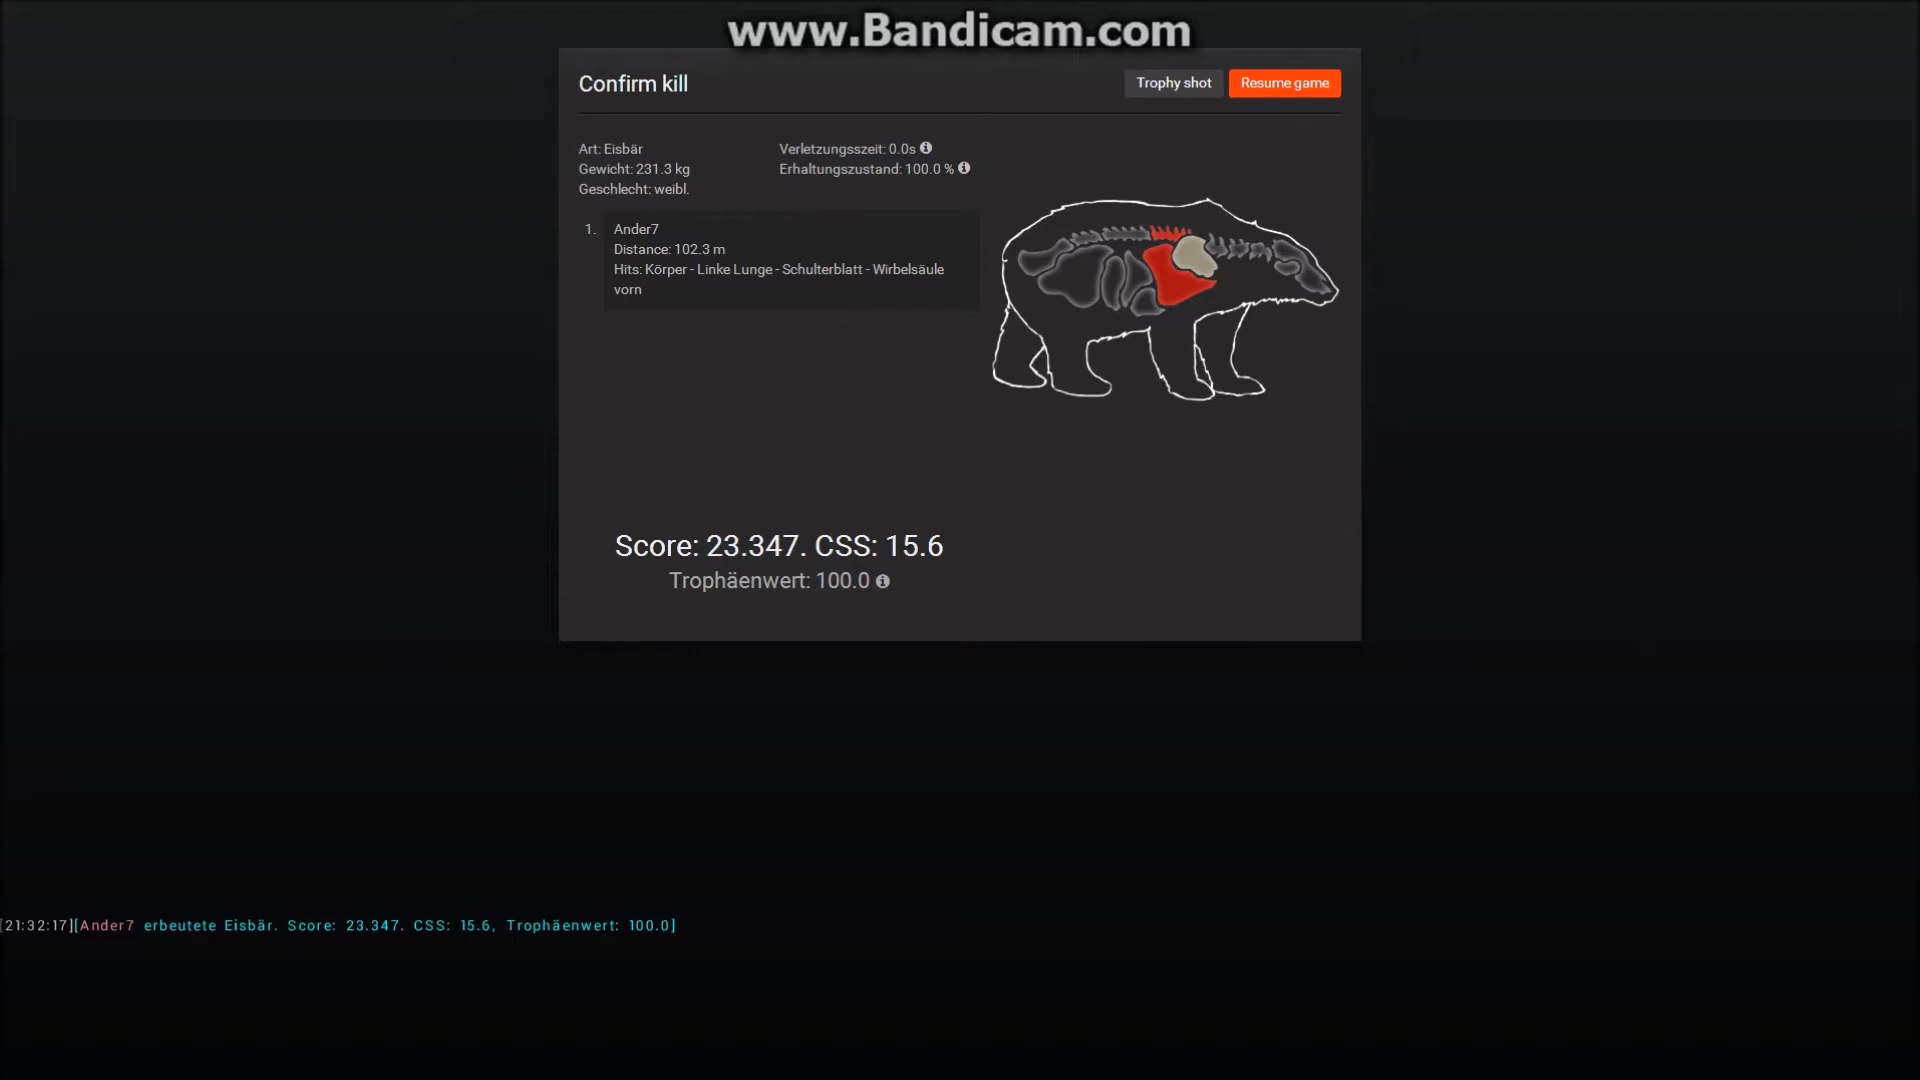 www.Bandicam.com
Confirm kill
Trophy shot
Resume game
Art: Eisbär
Gewicht: 231.3 kg
Geschlecht: weibl.
Verletzungsszeit: 0.0s
Erhaltungszustand: 100.0 %
1.
Ander7
Distance: 102.3 m
Hits: Körper - Linke Lunge - Schulterblatt - Wirbelsäule
vorn
Score: 23.347. CSS: 15.6
Trophäenwert: 100.0
[21:32:17][Ander7 erbeutete Eisbär. Score: 23.347. CSS: 15.6, Trophäenwert: 100.0]